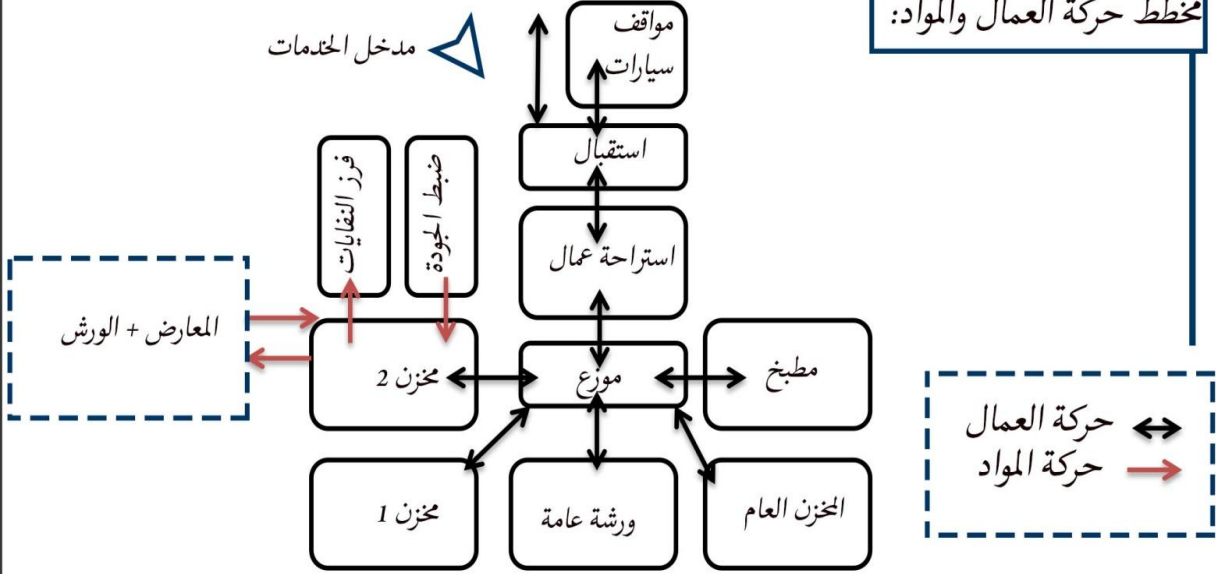 مخطط حركة العمال والمواد:
مدخل الخدمات
مواقف
سيارات
استقبال
فرز النفايات
ضبط الجودة
استراحة عمال
المعارض + الورش
مخزن 2
موزع
مطبخ
مخزن 1
ورشة عامة
المخزن العام
حركة العمال
حركة المواد